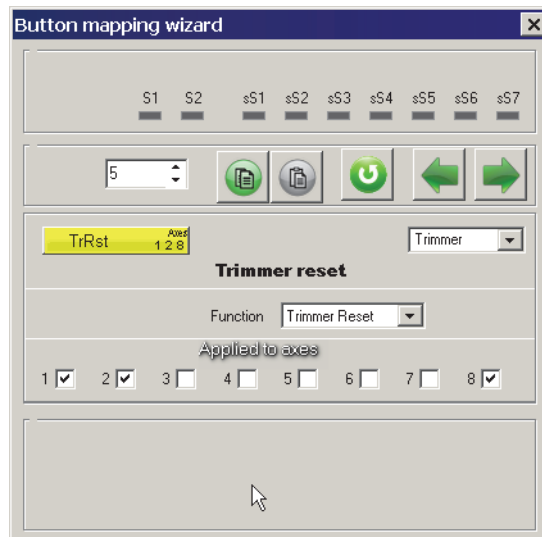 Button mapping wizard
S1 S2 sS1 sS2 sS3 sS4 sS5 sS6 sS7
5
TrRst Axes 1 2 8 Trimmer
Trimmer reset
Function Trimmer Reset
Applied to axes
1 2 3 4 5 6 7 8